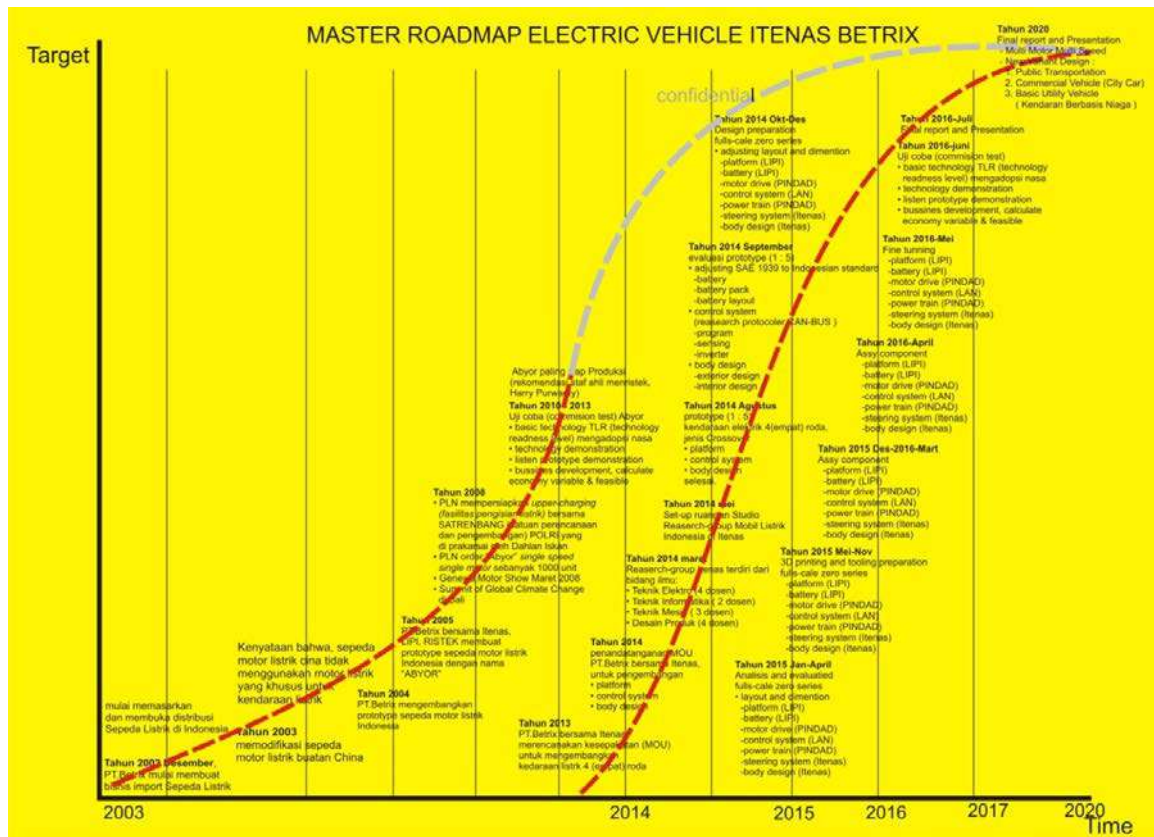 MASTER ROADMAP ELECTRIC VEHICLE ITENAS BETRIX
Target
confidential
mulai memasarkan
dan membuka distribusi
Sepeda Listrik di Indonesia
Tahun 2002 Desember,
PT.Betrix mulai membuat
bisnis import Sepeda Listrik
Kenyataan bahwa, sepeda
motor listrik cina tidak
menggunakan motor listrik
yang khusus untuk
kendaraan listrik
Tahun 2003
memodifikasi sepeda
motor listrik buatan China
Tahun 2004
PT.Betrix mengembangkan
prototype sepeda motor listrik
Indonesia
Tahun 2005
PT.Betrix bersama Itenas,
LIPI, RISTEK membuat
prototype sepeda motor listrik
Indonesia dengan nama
"ABYOR"
Tahun 2008
• PLN mempersiapkan upper-charging
(fasilitas pengisian listrik) bersama
SATRENBANG (satuan perencanaan
dan pengembangan) POLRI yang
di prakarsai oleh Dahlan Iskan
• PLN order "Abyor" single speed
single motor sebanyak 1000 unit
• Geneva Motor Show Maret 2008
• Summit of Global Climate Change
di bali
Abyor paling siap Produksi
(rekomendasi staf ahli menristek,
Harry Purwanty)
Tahun 2010 - 2013
Uji coba (commision test) Abyor
• basic technology TLR (technology
readness level) mengadopsi nasa
• technology demonstration
• listen prototype demonstration
• bussines development, calculate
economy variable & feasible
Tahun 2013
PT.Betrix bersama Itenas,
merencanakan kesepakatan (MOU)
untuk mengembangkan
kedaraan listrk 4 (empat) roda
Tahun 2014
penandatanganan MOU
PT.Betrix bersama Itenas,
untuk pengembangan
• platform
• control system
• body design
Tahun 2014 maret
Reaserch-group Itenas terdiri dari
bidang ilmu:
• Teknik Elektro (4 dosen)
• Teknik Informatika ( 2 dosen)
• Teknik Mesin ( 3 dosen)
• Desain Produk (4 dosen)
Tahun 2014 mei
Set-up ruangan Studio
Reaserch-group Mobil Listrik
Indonesia di Itenas
Tahun 2014 Agustus
prototype (1 : 5)
kendaraan elektrik 4(empat) roda,
jenis Crossover
• platform
• control system
• body design
selesai.
Tahun 2014 September
evaluasi prototype (1 : 5)
• adjusting SAE 1939 to Indonesian standard
-battery
-battery pack
-battery layout
• control system
(reasearch protocoler CAN-BUS )
-program
-sensing
-inverter
• body design
-exterior design
-interior design
Tahun 2014 Okt-Des
Design preparation
fulls-cale zero series
• adjusting layout and dimention
-platform (LIPI)
-battery (LIPI)
-motor drive (PINDAD)
-control system (LAN)
-power train (PINDAD)
-steering system (Itenas)
-body design (Itenas)
Tahun 2015 Jan-April
Analisis and evaluatied
fulls-cale zero series
• layout and dimention
-platform (LIPI)
-battery (LIPI)
-motor drive (PINDAD)
-control system (LAN)
-power train (PINDAD)
-steering system (Itenas)
-body design (Itenas)
Tahun 2015 Mei-Nov
3D printing and tooling preparation
fulls-cale zero series
-platform (LIPI)
-battery (LIPI)
-motor drive (PINDAD)
-control system (LAN)
-power train (PINDAD)
-steering system (Itenas)
-body design (Itenas)
Tahun 2015 Des-2016-Mart
Assy component
-platform (LIPI)
-battery (LIPI)
-motor drive (PINDAD)
-control system (LAN)
-power train (PINDAD)
-steering system (Itenas)
-body design (Itenas)
Tahun 2016-April
Assy component
-platform (LIPI)
-battery (LIPI)
-motor drive (PINDAD)
-control system (LAN)
-power train (PINDAD)
-steering system (Itenas)
-body design (Itenas)
Tahun 2016-Mei
Fine tunning
-platform (LIPI)
-battery (LIPI)
-motor drive (PINDAD)
-control system (LAN)
-power train (PINDAD)
-steering system (Itenas)
-body design (Itenas)
Tahun 2016-juni
Uji coba (commision test)
• basic technology TLR (technology
readness level) mengadopsi nasa
• technology demonstration
• listen prototype demonstration
• bussines development, calculate
economy variable & feasible
Tahun 2016-Juli
Final report and Presentation
Tahun 2020
Final report and Presentation
- Multi Motor Multi Speed
- New Variant Design :
1. Public Transportation
2. Commercial Vehicle (City Car)
3. Basic Utility Vehicle
( Kendaran Berbasis Niaga )
2003
2014
2015
2016
2017
2020
Time